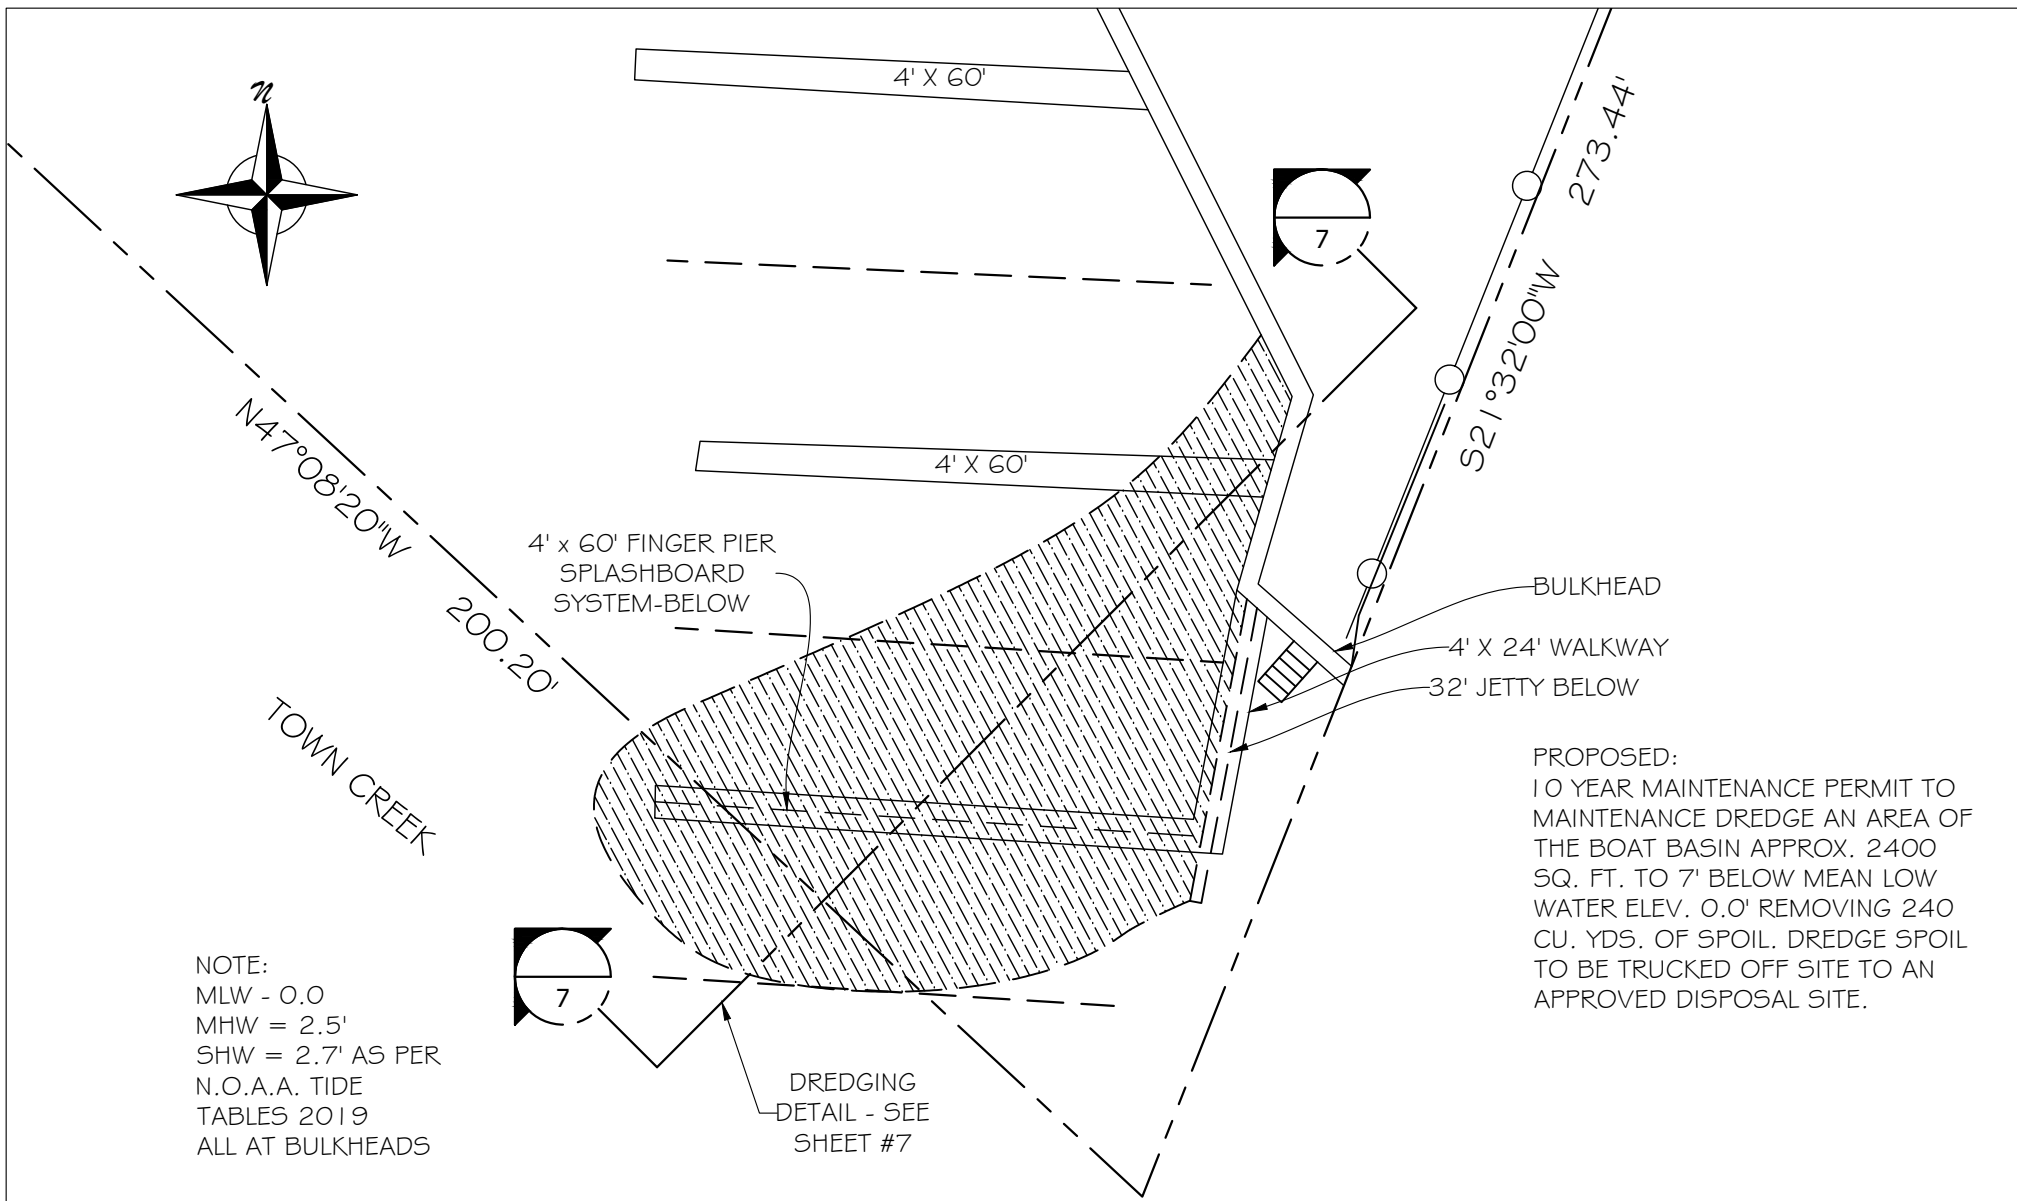 N
4' X 60'
273.44'
7
S21°32'00"W
N47°08'20"W
4' X 60'
4' x 60' FINGER PIER
SPLASHBOARD
SYSTEM-BELOW
200.20'
BULKHEAD
4' X 24' WALKWAY
32' JETTY BELOW
TOWN CREEK
PROPOSED:
10 YEAR MAINTENANCE PERMIT TO
MAINTENANCE DREDGE AN AREA OF
THE BOAT BASIN APPROX. 2400
SQ. FT. TO 7' BELOW MEAN LOW
WATER ELEV. 0.0' REMOVING 240
CU. YDS. OF SPOIL. DREDGE SPOIL
TO BE TRUCKED OFF SITE TO AN
APPROVED DISPOSAL SITE.
7
NOTE:
MLW - 0.0
MHW = 2.5'
SHW = 2.7' AS PER
N.O.A.A. TIDE
TABLES 2019
ALL AT BULKHEADS
DREDGING
DETAIL - SEE
SHEET #7